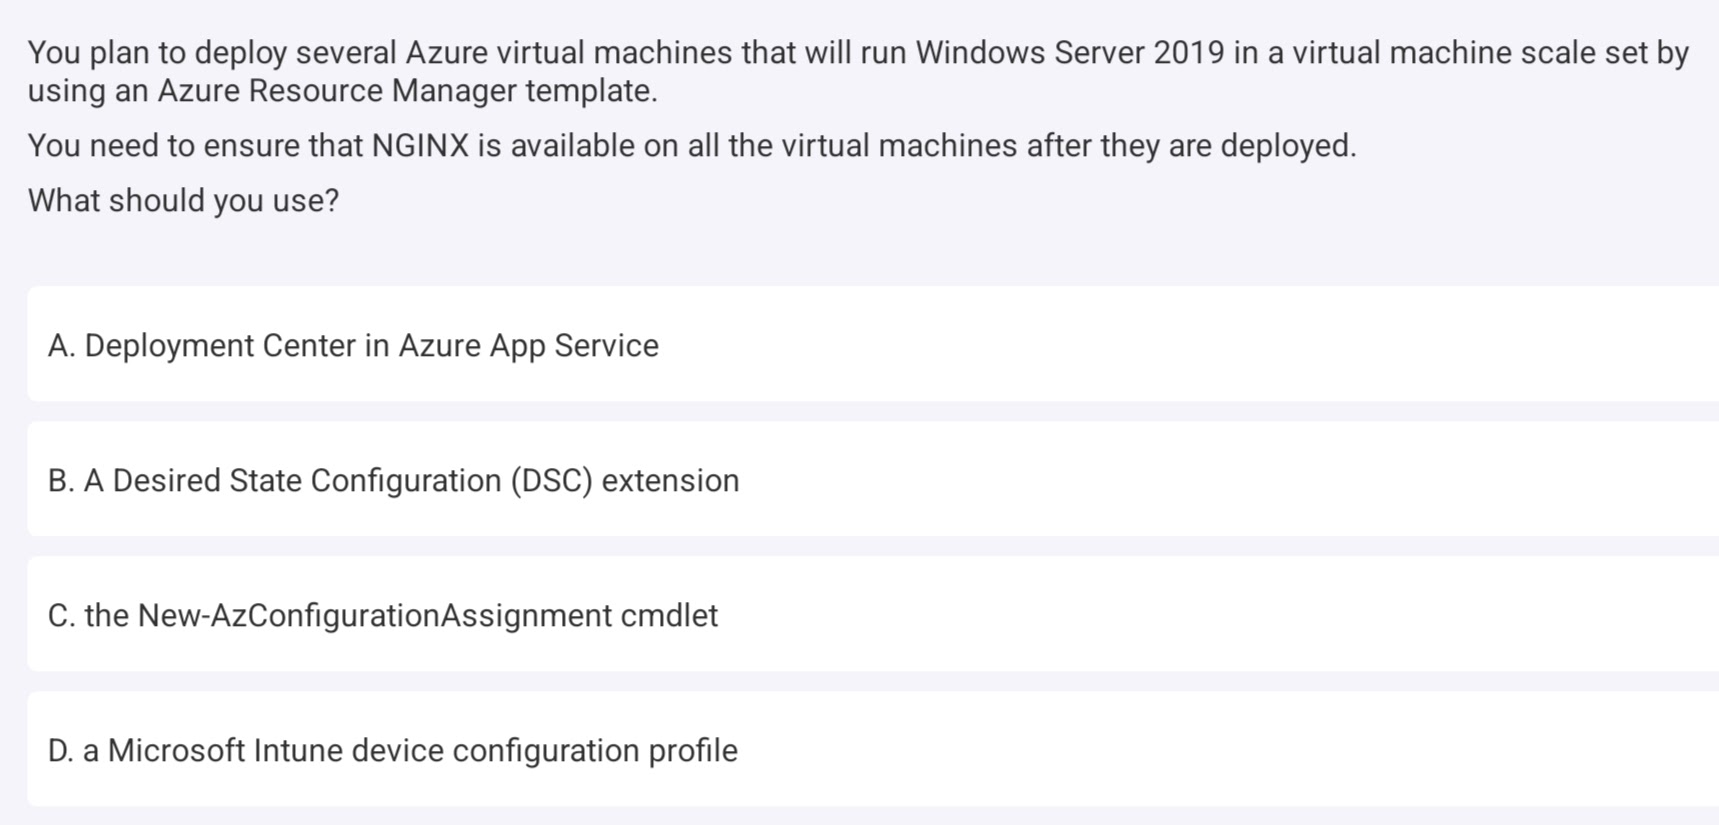 You plan to deploy several Azure virtual machines that will run Windows Server 2019 in a virtual machine scale set by
using an Azure Resource Manager template.
You need to ensure that NGINX is available on all the virtual machines after they are deployed.
What should you use?
A. Deployment Center in Azure App Service
B. A Desired State Configuration (DSC) extension
C. the New-AzConfigurationAssignment cmdlet
D. a Microsoft Intune device configuration profile